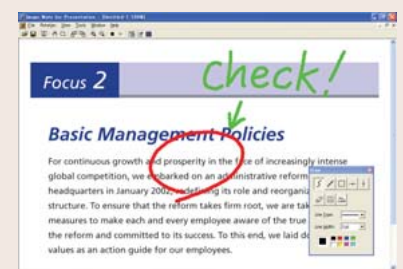 Focus 2
check!
Basic Management Policies
For continuous growth and prosperity in the face of increasingly intense
global competition, we embarked on an administrative reform
headquarters in January 2002, redefining its role and reorganiz
structure. To ensure that the reform takes firm root, we are tak
measures to make each and every employee aware of the true
the reform and committed to its success. To this end, we laid do
values as an action guide for our employees.